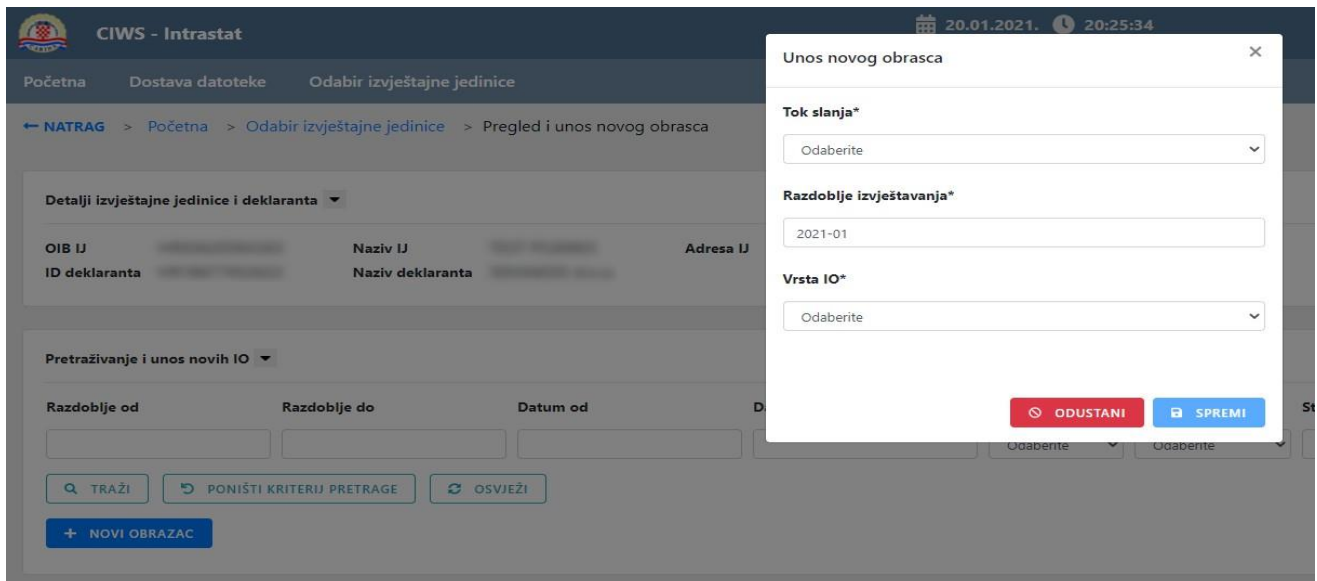 CIWS - Intrastat
20.01.2021. 20:25:34
Početna Dostava datoteke Odabir izvještajne jedinice
← NATRAG > Početna > Odabir izvještajne jedinice > Pregled i unos novog obrasca
Detalji izvještajne jedinice i deklaranta
OIB IJ Naziv IJ Adresa IJ
ID deklaranta Naziv deklaranta
Pretraživanje i unos novih IO
Razdoblje od Razdoblje do Datum od
Odaberite Odaberite
TRAŽI PONIŠTI KRITERIJ PRETRAGE OSVJEŽI
+ NOVI OBRAZAC
Unos novog obrasca ×
Tok slanja*
Odaberite
Razdoblje izvještavanja*
2021-01
Vrsta IO*
Odaberite
ODUSTANI SPREMI